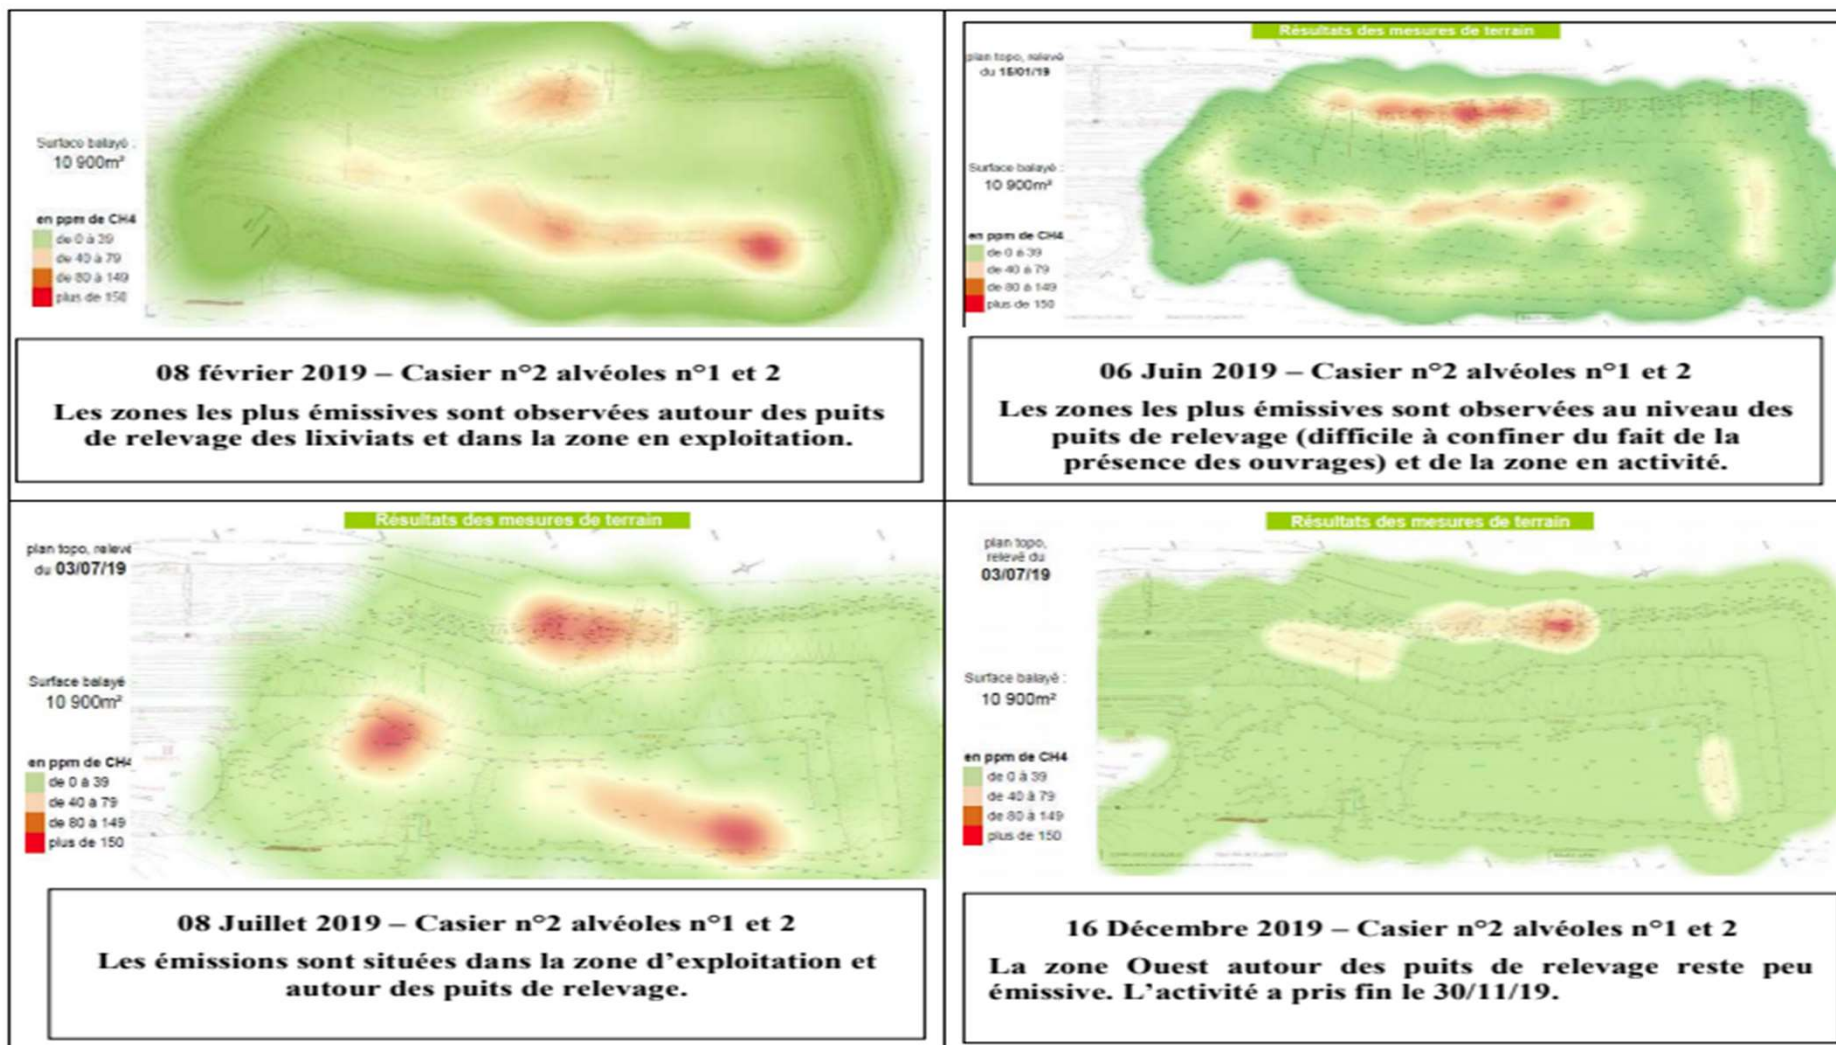 Surface balayé :
10 900m²
en ppm de CH4
de 0 à 39
de 40 à 79
de 80 à 149
plus de 150
08 février 2019 – Casier n°2 alvéoles n°1 et 2
Les zones les plus émissives sont observées autour des puits
de relevage des lixiviats et dans la zone en exploitation.
Résultats des mesures de terrain
plan topo, relevé
du 15/01/19
Surface balayé :
10 900m²
en ppm de CH4
de 0 à 39
de 40 à 79
de 80 à 149
plus de 150
06 Juin 2019 – Casier n°2 alvéoles n°1 et 2
Les zones les plus émissives sont observées au niveau des
puits de relevage (difficile à confiner du fait de la
présence des ouvrages) et de la zone en activité.
Résultats des mesures de terrain
plan topo, relevé
du 03/07/19
Surface balayé
10 900m²
en ppm de CH4
de 0 à 39
de 40 à 79
de 80 à 149
plus de 150
08 Juillet 2019 – Casier n°2 alvéoles n°1 et 2
Les émissions sont situées dans la zone d'exploitation et
autour des puits de relevage.
Résultats des mesures de terrain
plan topo,
relevé du
03/07/19
Surface balayé :
10 900m²
en ppm de CH4
de 0 à 39
de 40 à 79
de 80 à 149
plus de 150
16 Décembre 2019 – Casier n°2 alvéoles n°1 et 2
La zone Ouest autour des puits de relevage reste peu
émissive. L'activité a pris fin le 30/11/19.